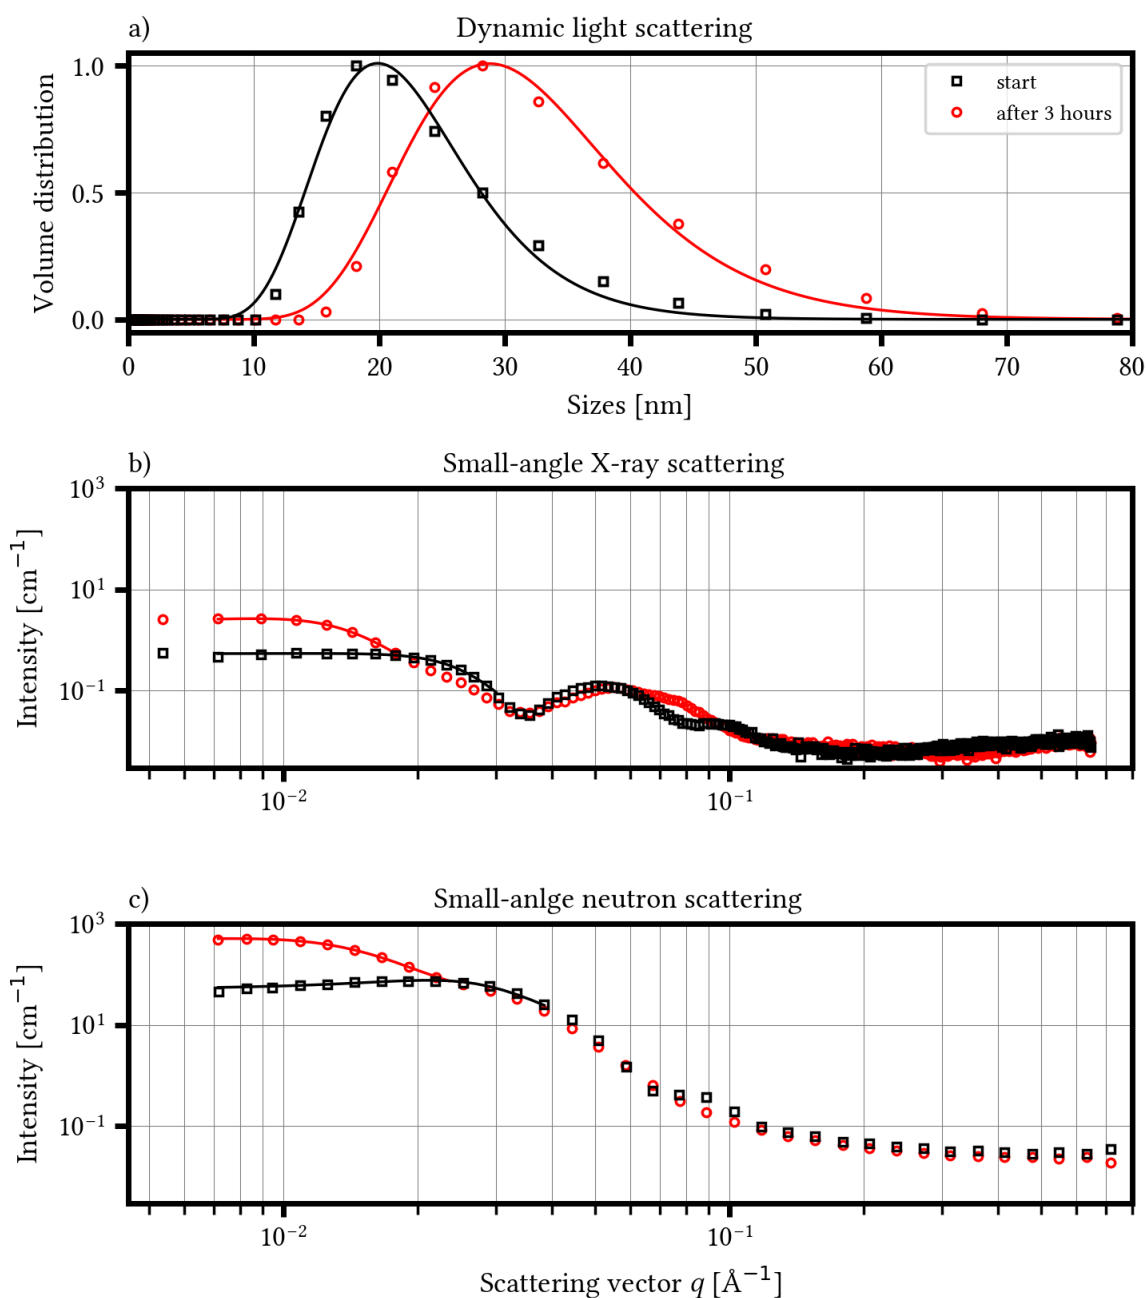 a) Dynamic light scattering
Volume distribution
1.0
0.5
0.0
start
after 3 hours
0 10 20 30 40 50 60 70 80
Sizes [nm]
b) Small-angle X-ray scattering
Intensity [cm⁻¹]
10³
10¹
10⁻¹
10⁻² 10⁻¹
c) Small-anlge neutron scattering
Intensity [cm⁻¹]
10³
10¹
10⁻¹
10⁻² 10⁻¹
Scattering vector q [Å⁻¹]